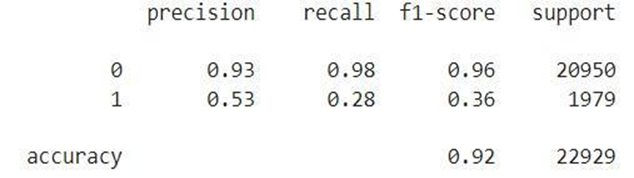 precision recall f1-score support
0 0.93 0.98 0.96 20950
1 0.53 0.28 0.36 1979
accuracy 0.92 22929